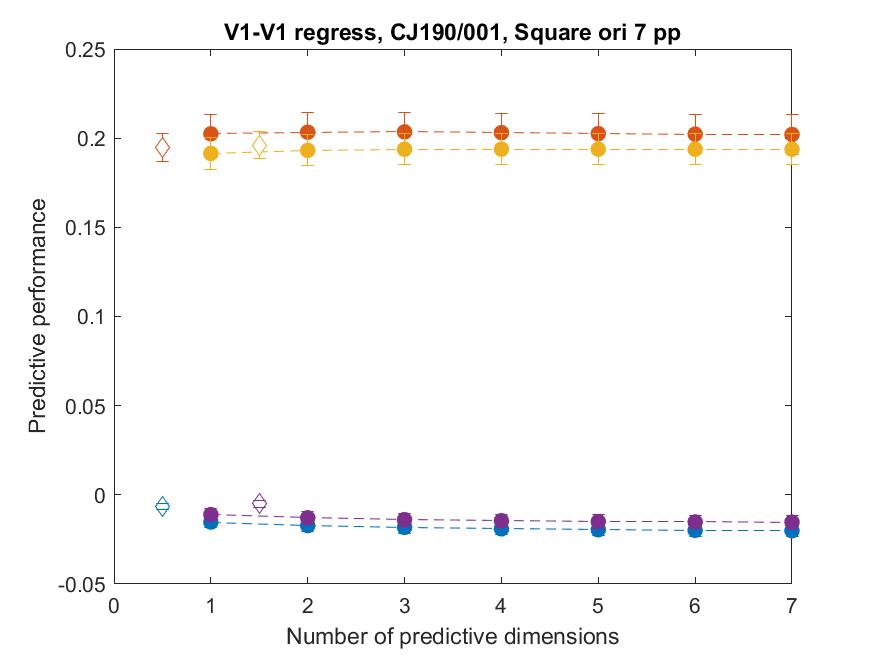 V1-V1 regress, CJ190/001, Square ori 7 pp
0.25
0.2
0.15
0.1
0.05
0
-0.05
Predictive performance
0 1 2 3 4 5 6 7
Number of predictive dimensions